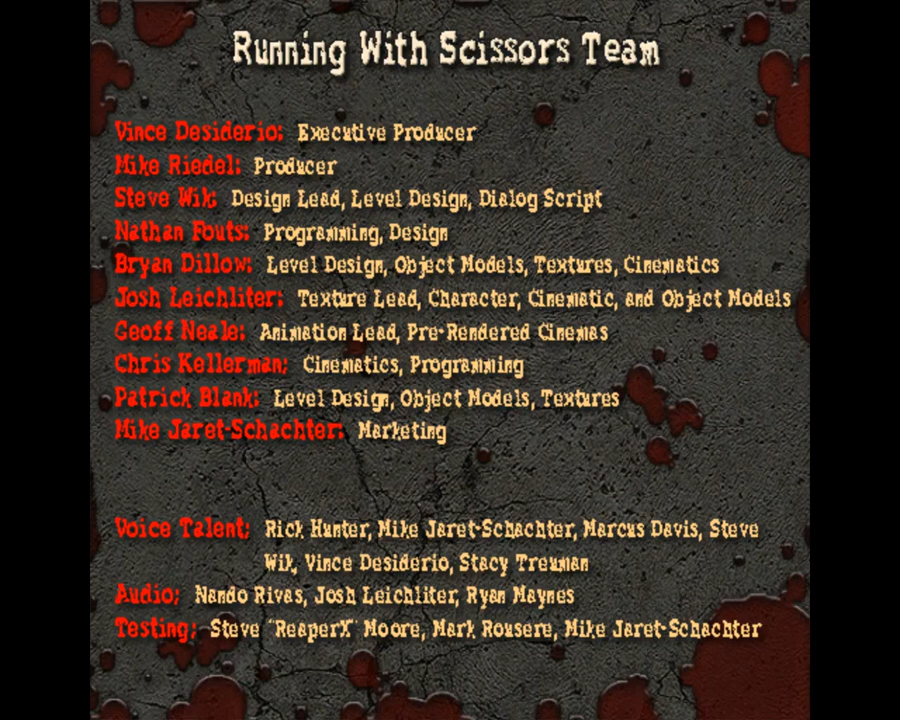 Running With Scissors Team
Vince Desiderio: Executive Producer
Mike Riedel: Producer
Steve Wik: Design Lead, Level Design, Dialog Script
Nathan Fouts: Programming, Design
Bryan Dillow: Level Design, Object Models, Textures, Cinematics
Josh Leichliter: Texture Lead, Character, Cinematic, and Object Models
Geoff Neale: Animation Lead, Pre-Rendered Cinemas
Chris Kellerman: Cinematics, Programming
Patrick Blank: Level Design, Object Models, Textures
Mike Jaret-Schachter: Marketing
Voice Talent: Rick Hunter, Mike Jaret-Schachter, Marcus Davis, Steve
Wik, Vince Desiderio, Stacy Treuman
Audio: Nando Rivas, Josh Leichliter, Ryan Maynes
Testing: Steve "ReaperX" Moore, Mark Rousere, Mike Jaret-Schachter